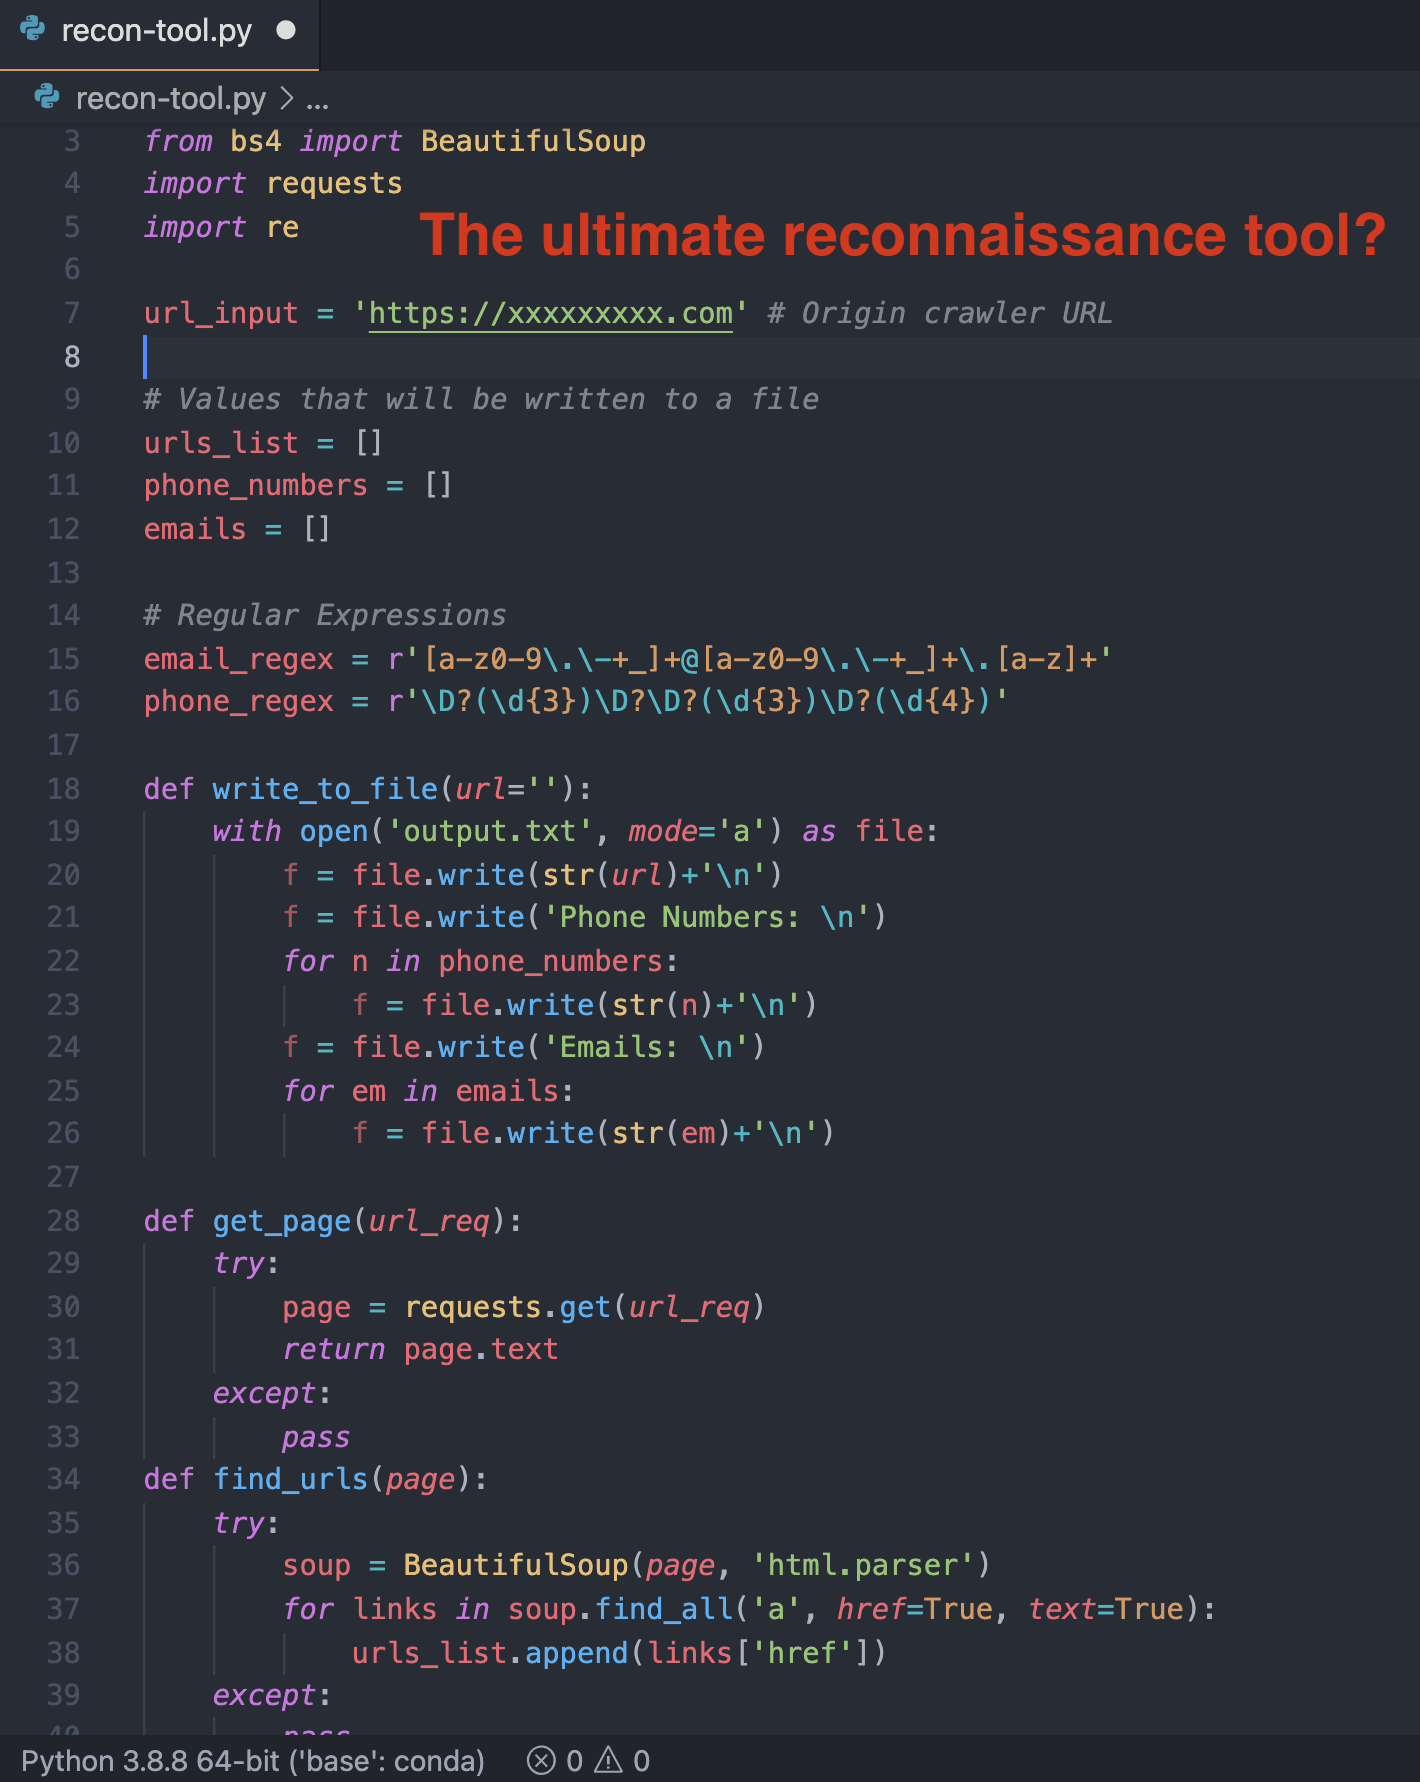 recon-tool.py
recon-tool.py > ...
3 from bs4 import BeautifulSoup
4 import requests
5 import re
The ultimate reconnaissance tool?
6
7 url_input = 'https://xxxxxxxxx.com' # Origin crawler URL
8
9 # Values that will be written to a file
10 urls_list = []
11 phone_numbers = []
12 emails = []
13
14 # Regular Expressions
15 email_regex = r'[a-z0-9\.\-+_]+@[a-z0-9\.\-+_]+\.[a-z]+'
16 phone_regex = r'\D?(\d{3})\D?\D?(\d{3})\D?(\d{4})'
17
18 def write_to_file(url=''):
19     with open('output.txt', mode='a') as file:
20         f = file.write(str(url)+'\n')
21         f = file.write('Phone Numbers: \n')
22         for n in phone_numbers:
23             f = file.write(str(n)+'\n')
24         f = file.write('Emails: \n')
25         for em in emails:
26             f = file.write(str(em)+'\n')
27
28 def get_page(url_req):
29     try:
30         page = requests.get(url_req)
31         return page.text
32     except:
33         pass
34 def find_urls(page):
35     try:
36         soup = BeautifulSoup(page, 'html.parser')
37         for links in soup.find_all('a', href=True, text=True):
38             urls_list.append(links['href'])
39     except:
40         pass
Python 3.8.8 64-bit ('base': conda) 0 0